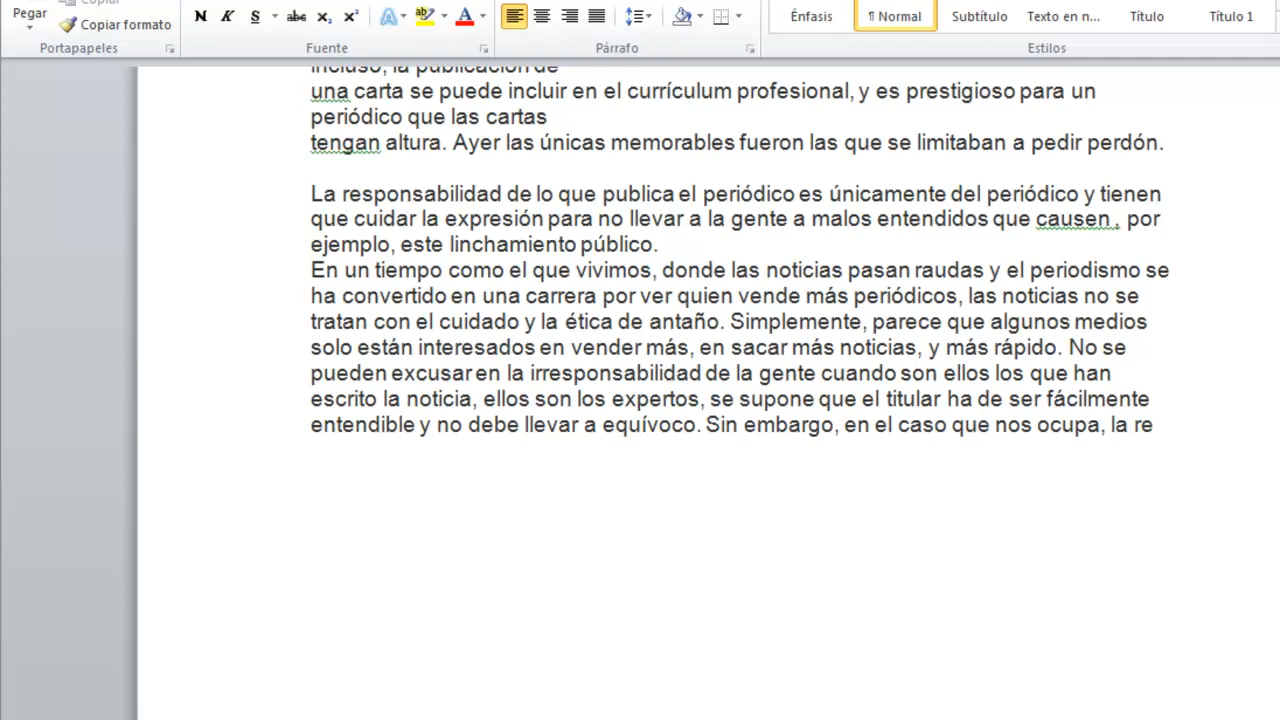 Pegar
Copiar
Copiar formato
Portapapeles
N K S abc x₂ x²
A ab A
Fuente
Párrafo
Énfasis
¶ Normal
Subtítulo
Texto en n...
Título
Título 1
Estilos
incluso, la publicación de
una carta se puede incluir en el currículum profesional, y es prestigioso para un
periódico que las cartas
tengan altura. Ayer las únicas memorables fueron las que se limitaban a pedir perdón.
La responsabilidad de lo que publica el periódico es únicamente del periódico y tienen
que cuidar la expresión para no llevar a la gente a malos entendidos que causen , por
ejemplo, este linchamiento público.
En un tiempo como el que vivimos, donde las noticias pasan raudas y el periodismo se
ha convertido en una carrera por ver quien vende más periódicos, las noticias no se
tratan con el cuidado y la ética de antaño. Simplemente, parece que algunos medios
solo están interesados en vender más, en sacar más noticias, y más rápido. No se
pueden excusar en la irresponsabilidad de la gente cuando son ellos los que han
escrito la noticia, ellos son los expertos, se supone que el titular ha de ser fácilmente
entendible y no debe llevar a equívoco. Sin embargo, en el caso que nos ocupa, la re